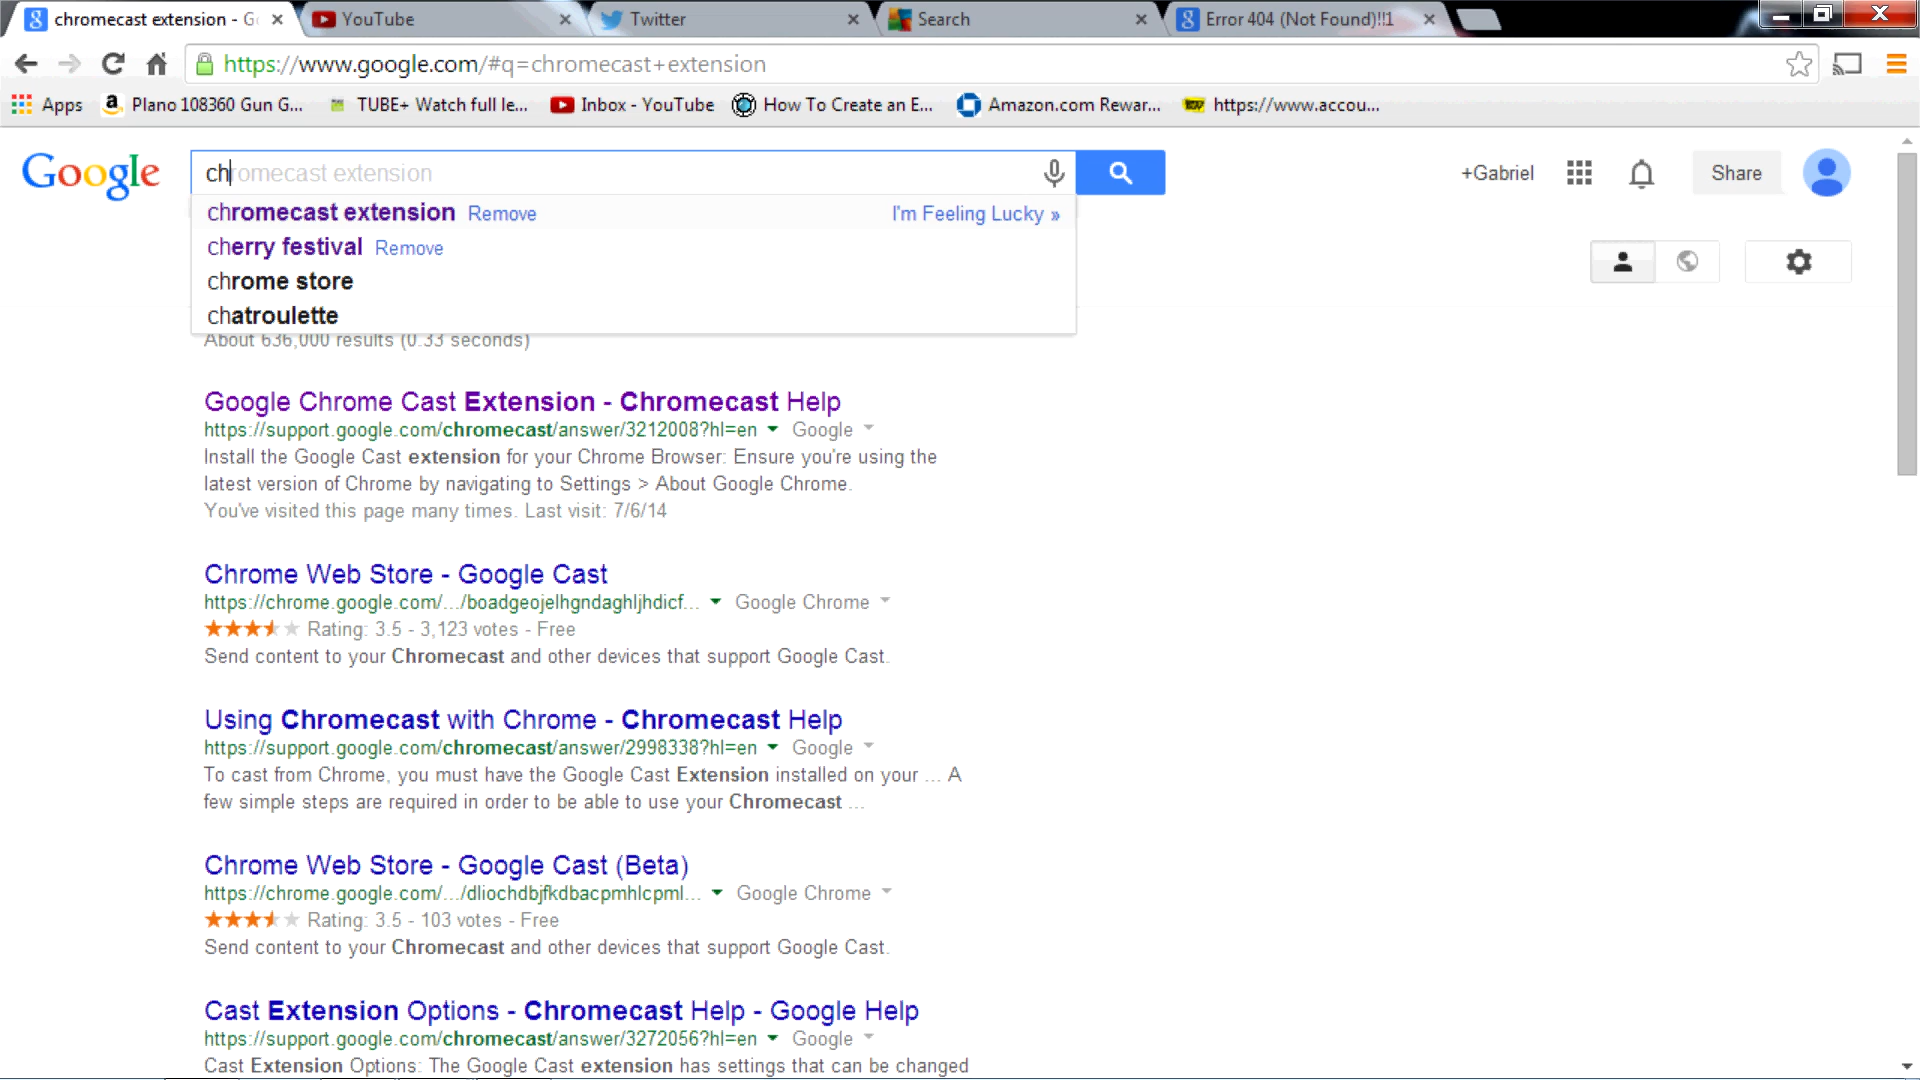 chromecast extension - G
YouTube
Twitter
Search
Error 404 (Not Found)!!1
https://www.google.com/#q=chromecast+extension
Apps
Plano 108360 Gun G...
TUBE+ Watch full le...
Inbox - YouTube
How To Create an E...
Amazon.com Rewar...
https://www.accou...
Google
chromecast extension
+Gabriel
Share
chromecast extension Remove I'm Feeling Lucky »
cherry festival Remove
chrome store
chatroulette
About 636,000 results (0.33 seconds)
Google Chrome Cast Extension - Chromecast Help
https://support.google.com/chromecast/answer/3212008?hl=en Google
Install the Google Cast extension for your Chrome Browser: Ensure you're using the
latest version of Chrome by navigating to Settings > About Google Chrome.
You've visited this page many times. Last visit: 7/6/14
Chrome Web Store - Google Cast
https://chrome.google.com/.../boadgeojelhgndaghljhdicf... Google Chrome
Rating: 3.5 - 3,123 votes - Free
Send content to your Chromecast and other devices that support Google Cast.
Using Chromecast with Chrome - Chromecast Help
https://support.google.com/chromecast/answer/2998338?hl=en Google
To cast from Chrome, you must have the Google Cast Extension installed on your ... A
few simple steps are required in order to be able to use your Chromecast ...
Chrome Web Store - Google Cast (Beta)
https://chrome.google.com/.../dliochdbjfkdbacpmhlcpml... Google Chrome
Rating: 3.5 - 103 votes - Free
Send content to your Chromecast and other devices that support Google Cast.
Cast Extension Options - Chromecast Help - Google Help
https://support.google.com/chromecast/answer/3272056?hl=en Google
Cast Extension Options: The Google Cast extension has settings that can be changed